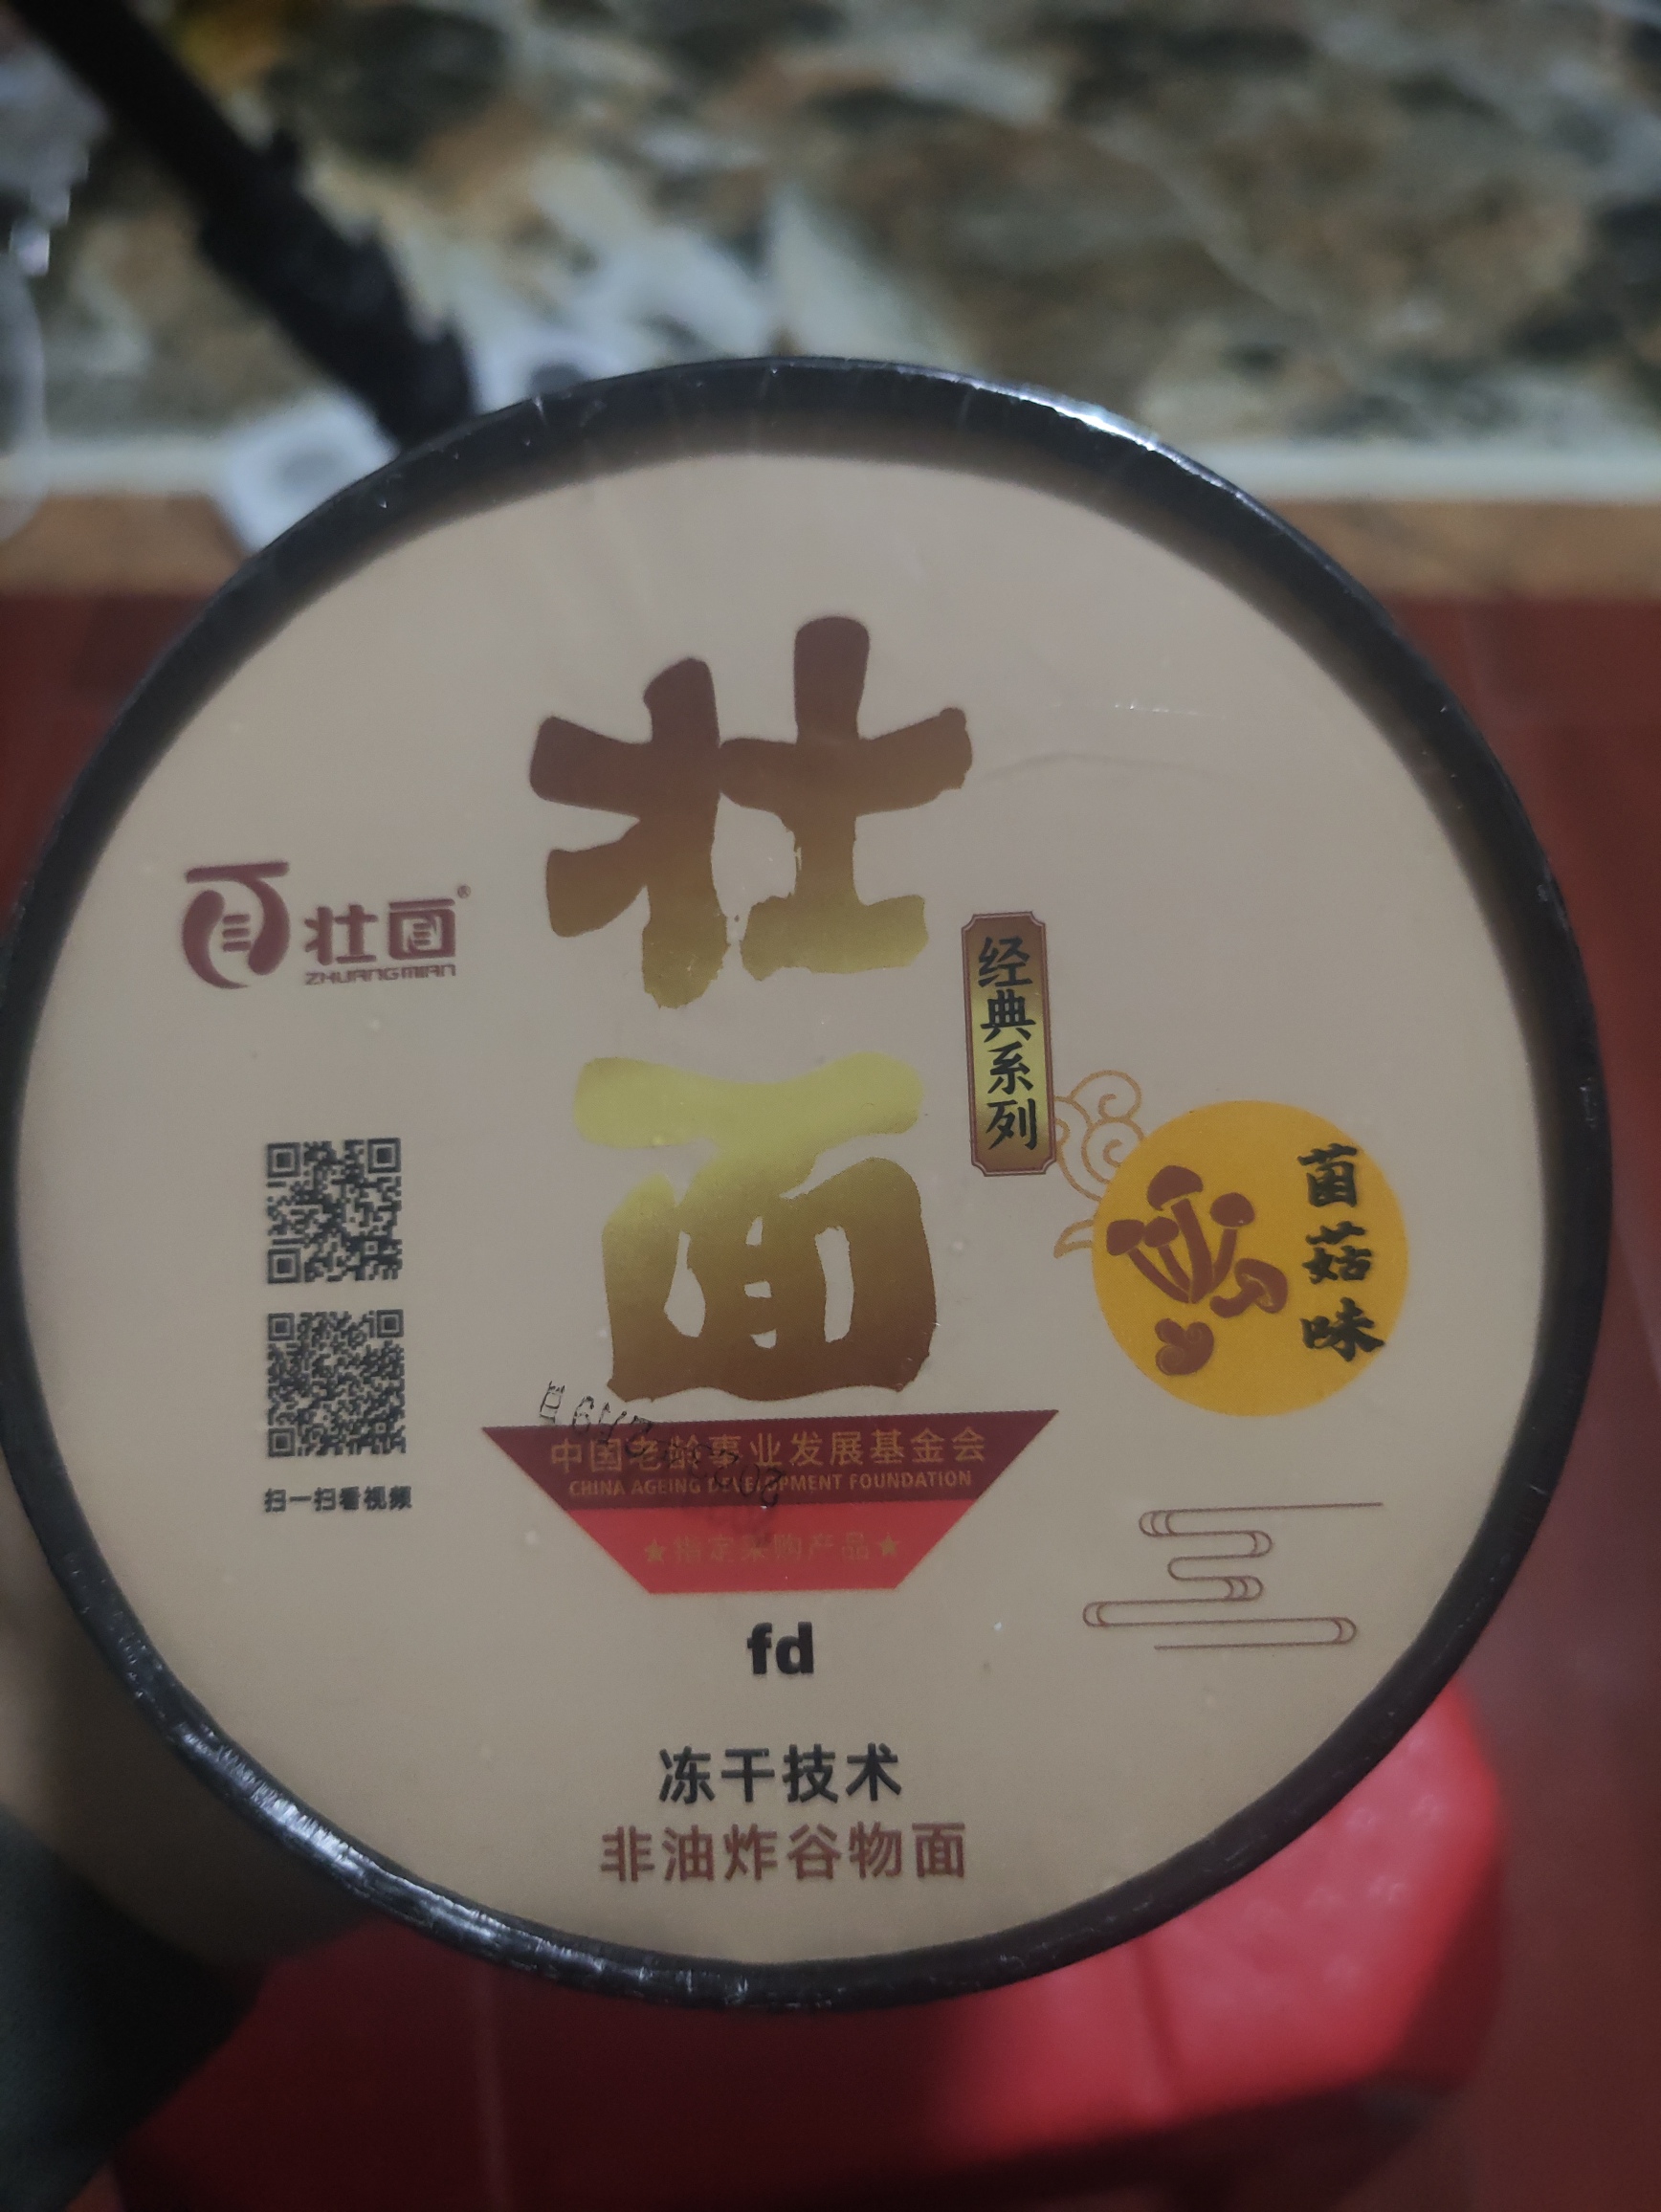 壮面
经典系列
壮面®
ZHUANGMIAN
菌菇味
扫一扫看视频
中国老龄事业发展基金会
CHINA AGEING DEVELOPMENT FOUNDATION
★指定采购产品★
fd
冻干技术
非油炸谷物面